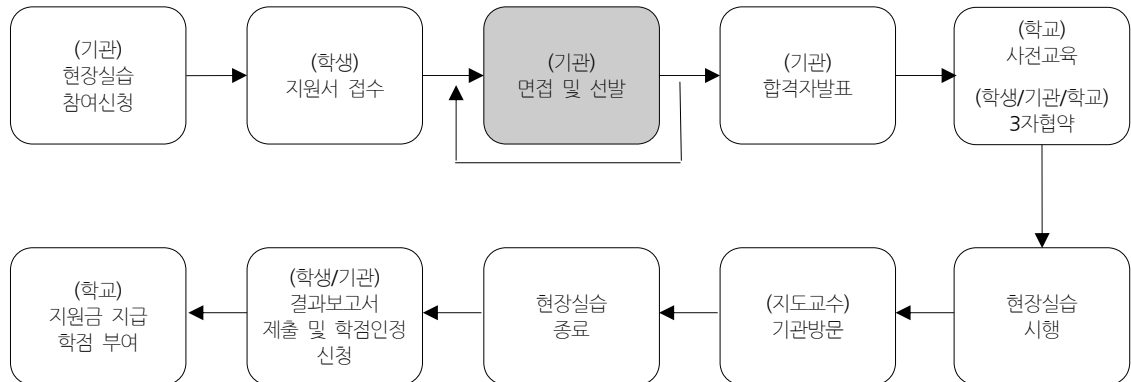 (기관)
현장실습
참여신청
(학생)
지원서 접수
(기관)
면접 및 선발
(기관)
합격자발표
(학교)
사전교육
(학생/기관/학교)
3자협약
현장실습
시행
(지도교수)
기관방문
현장실습
종료
(학생/기관)
결과보고서
제출 및 학점인정
신청
(학교)
지원금 지급
학점 부여